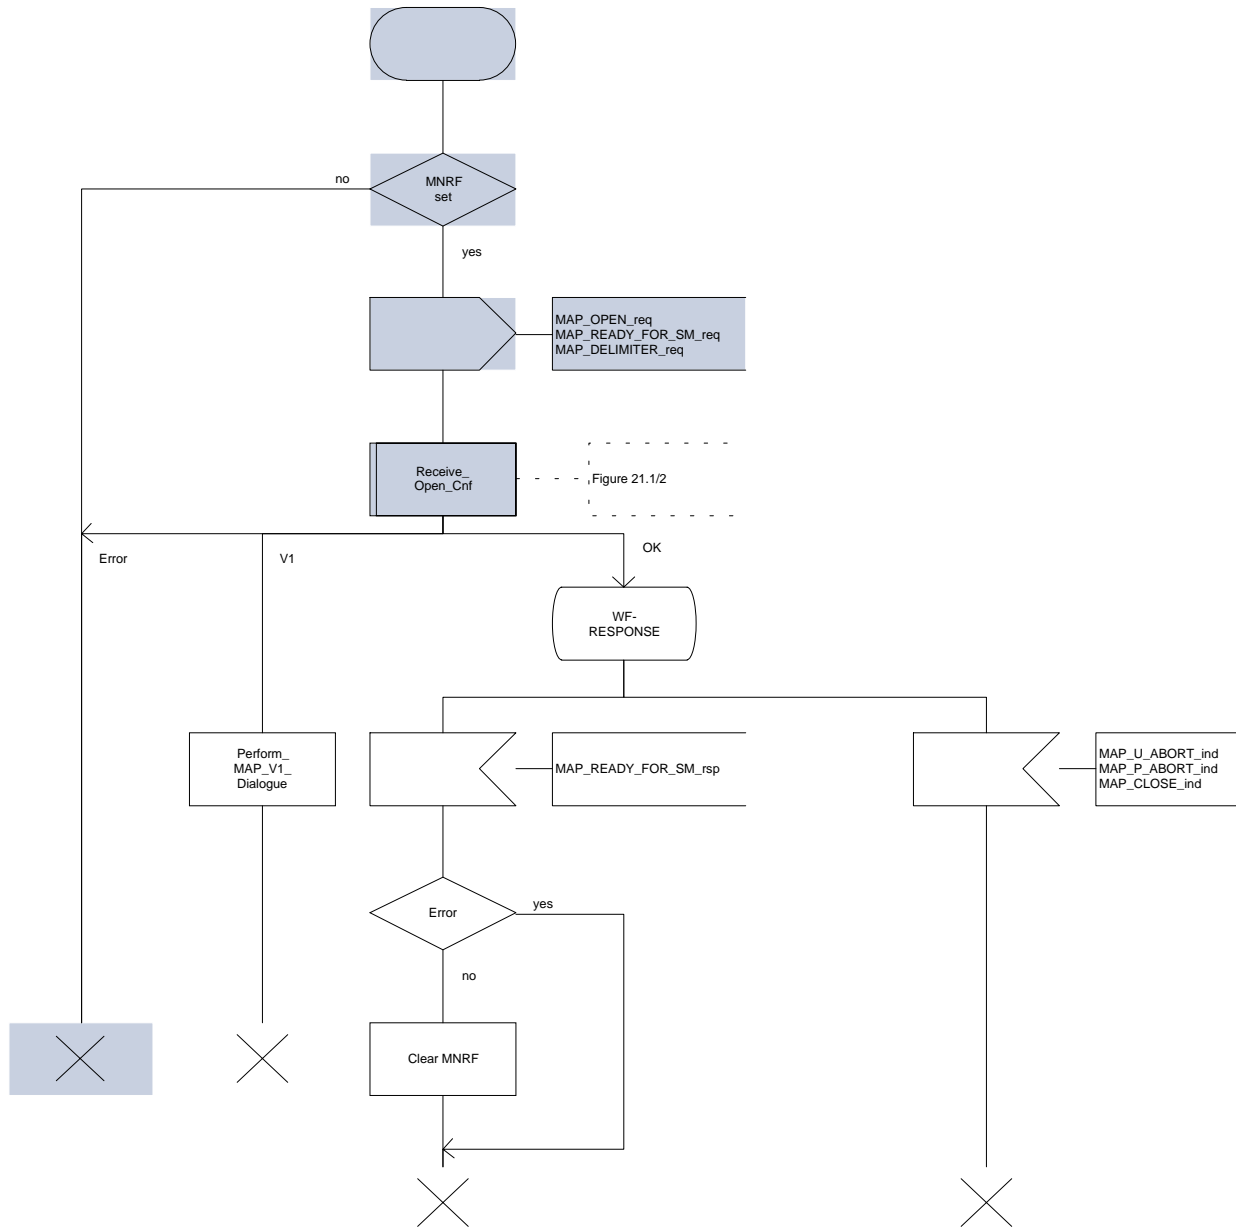 no
MNRF
set
yes
MAP_OPEN_req
MAP_READY_FOR_SM_req
MAP_DELIMITER_req
Receive_
Open_Cnf
Figure 21.1/2
Error
V1
OK
WF-
RESPONSE
Perform_
MAP_V1_
Dialogue
MAP_READY_FOR_SM_rsp
MAP_U_ABORT_ind
MAP_P_ABORT_ind
MAP_CLOSE_ind
Error
yes
no
Clear MNRF